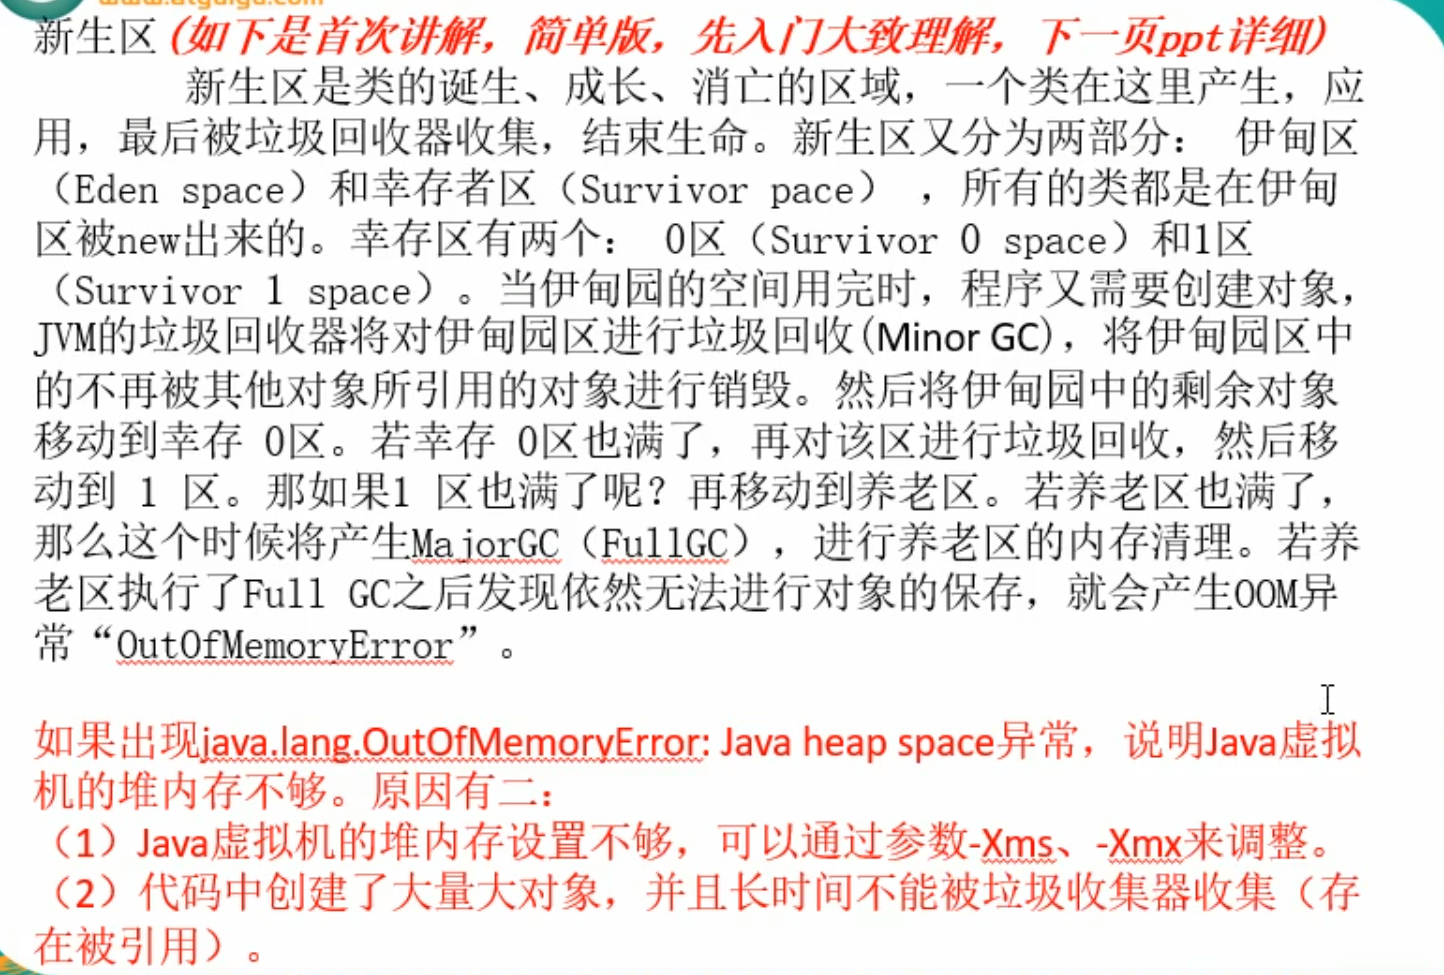 www.atguigu.com
新生区(如下是首次讲解，简单版，先入门大致理解，下一页ppt详细)
新生区是类的诞生、成长、消亡的区域，一个类在这里产生，应
用，最后被垃圾回收器收集，结束生命。新生区又分为两部分： 伊甸区
（Eden space）和幸存者区（Survivor pace） ，所有的类都是在伊甸
区被new出来的。幸存区有两个： 0区（Survivor 0 space）和1区
（Survivor 1 space）。当伊甸园的空间用完时，程序又需要创建对象，
JVM的垃圾回收器将对伊甸园区进行垃圾回收(Minor GC)，将伊甸园区中
的不再被其他对象所引用的对象进行销毁。然后将伊甸园中的剩余对象
移动到幸存 0区。若幸存 0区也满了，再对该区进行垃圾回收，然后移
动到 1 区。那如果1 区也满了呢？再移动到养老区。若养老区也满了，
那么这个时候将产生MajorGC（FullGC），进行养老区的内存清理。若养
老区执行了Full GC之后发现依然无法进行对象的保存，就会产生OOM异
常“OutOfMemoryError”。
如果出现java.lang.OutOfMemoryError: Java heap space异常，说明Java虚拟
机的堆内存不够。原因有二：
（1）Java虚拟机的堆内存设置不够，可以通过参数-Xms、-Xmx来调整。
（2）代码中创建了大量大对象，并且长时间不能被垃圾收集器收集（存
在被引用）。